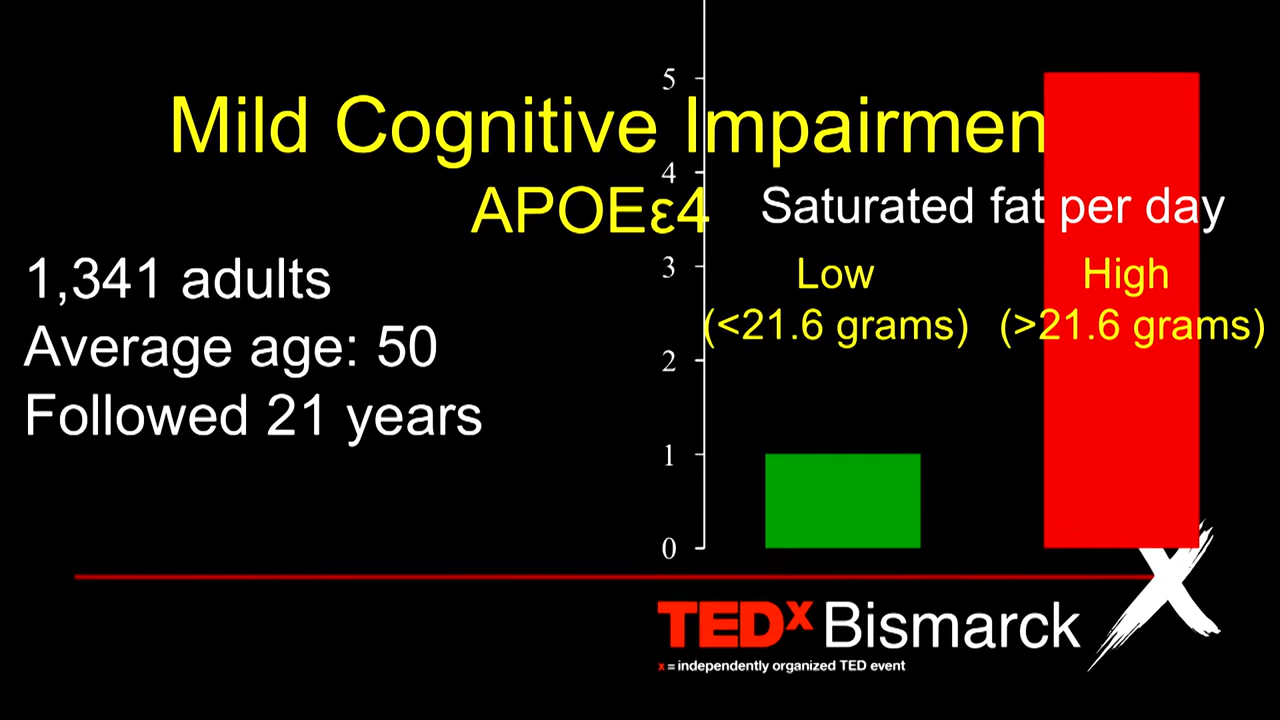 Mild Cognitive Impairmen
APOEε4
1,341 adults
Average age: 50
Followed 21 years
5
4
3
2
1
0
Saturated fat per day
Low
High
(<21.6 grams)
(>21.6 grams)
TEDx Bismarck
x = independently organized TED event